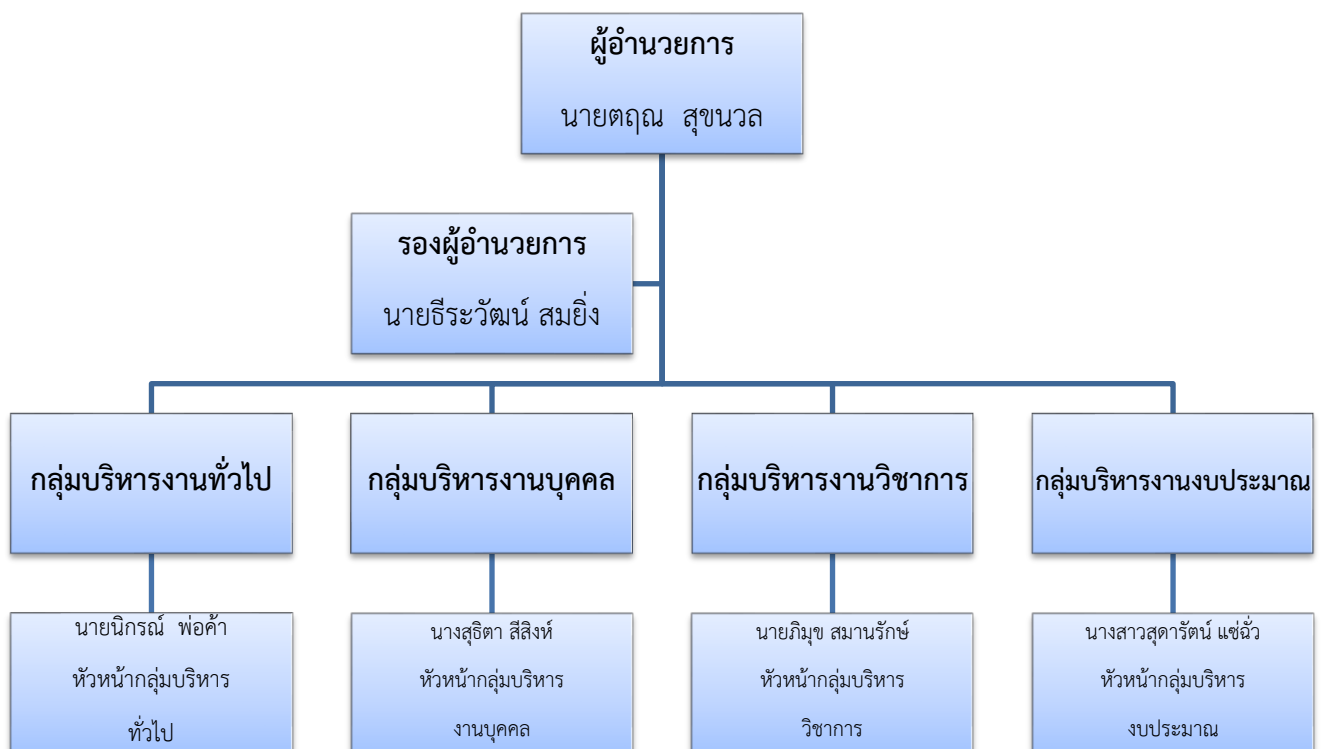 ผู้อำนวยการ
นายตฤณ  สุขนวล
รองผู้อำนวยการ
นายธีระวัฒน์ สมยิ่ง
กลุ่มบริหารงานทั่วไป
กลุ่มบริหารงานบุคคล
กลุ่มบริหารงานวิชาการ
กลุ่มบริหารงานงบประมาณ
นายนิกรณ์  พ่อค้า
หัวหน้ากลุ่มบริหาร
ทั่วไป
นางสุธิตา สีสิงห์
หัวหน้ากลุ่มบริหาร
งานบุคคล
นายภิมุข สมานรักษ์
หัวหน้ากลุ่มบริหาร
วิชาการ
นางสาวสุดารัตน์ แซ่ฉั่ว
หัวหน้ากลุ่มบริหาร
งบประมาณ